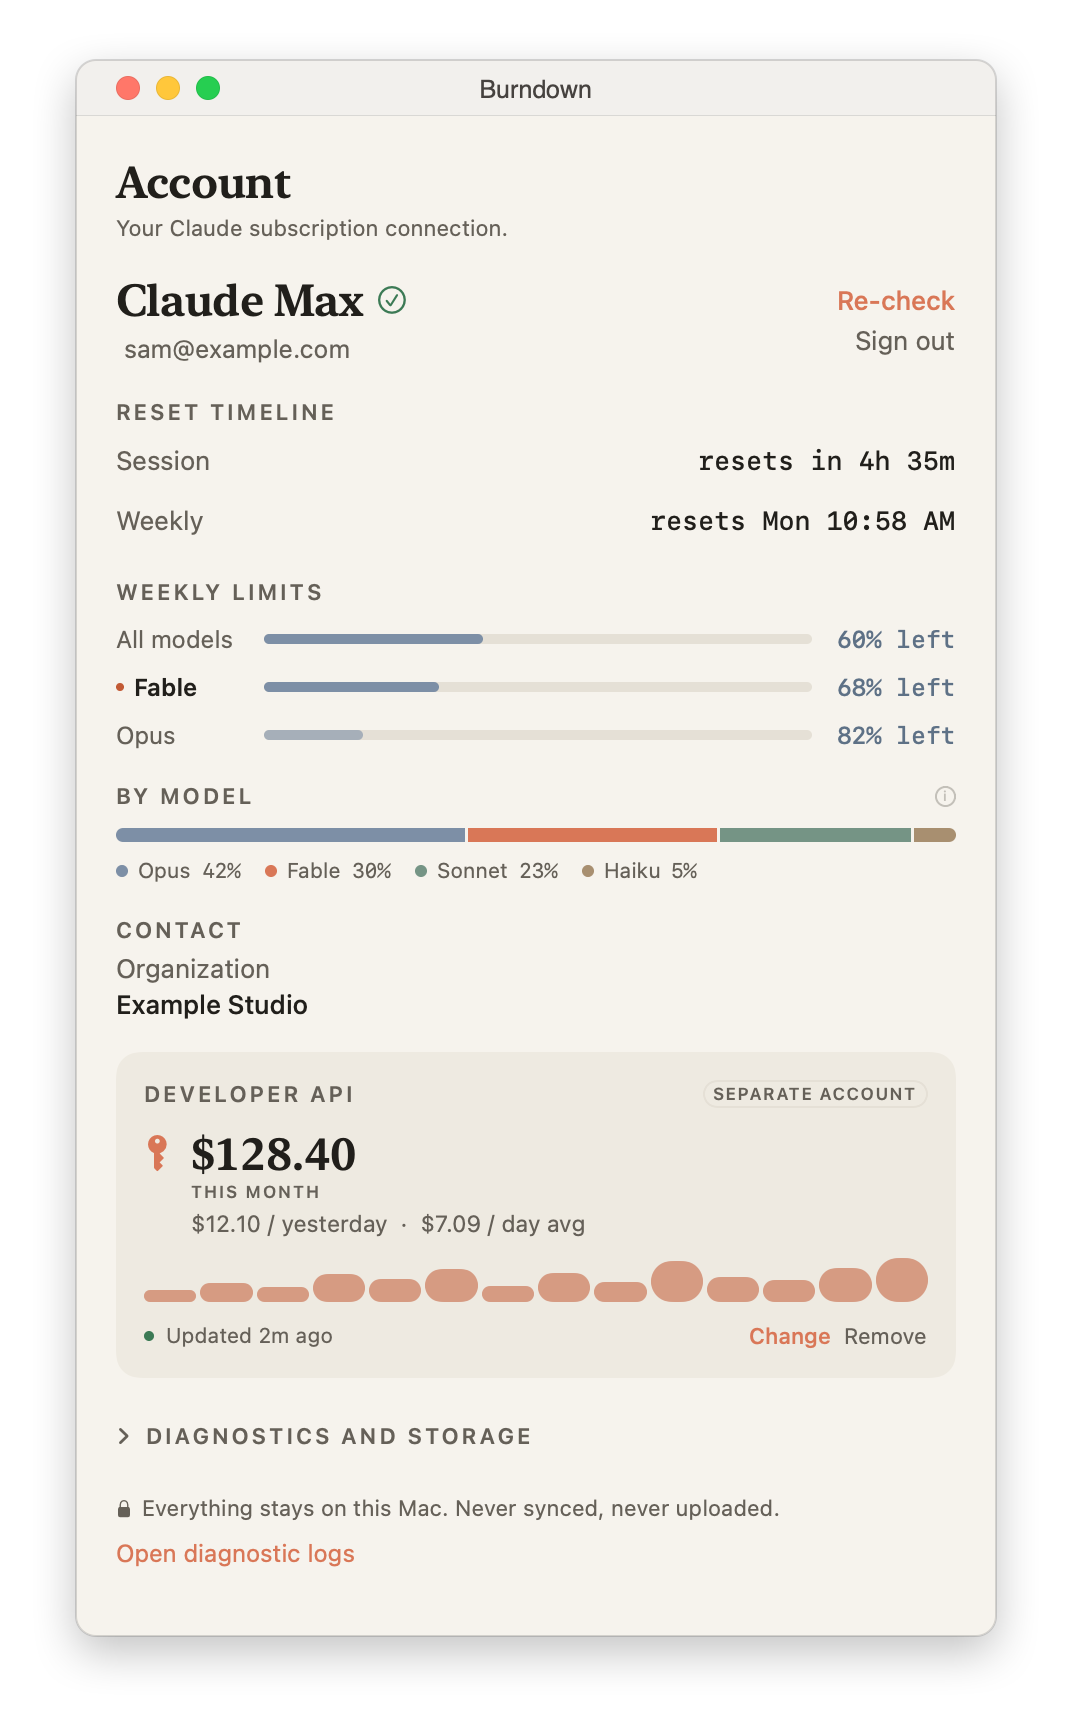 Burndown
Account
Your Claude subscription connection.
Claude Max
Re-check
sam@example.com
Sign out
RESET TIMELINE
Session resets in 4h 35m
Weekly resets Mon 10:58 AM
WEEKLY LIMITS
All models 60% left
Fable 68% left
Opus 82% left
BY MODEL
Opus 42% Fable 30% Sonnet 23% Haiku 5%
CONTACT
Organization
Example Studio
DEVELOPER API SEPARATE ACCOUNT
$128.40
THIS MONTH
$12.10 / yesterday · $7.09 / day avg
Updated 2m ago Change Remove
DIAGNOSTICS AND STORAGE
Everything stays on this Mac. Never synced, never uploaded.
Open diagnostic logs